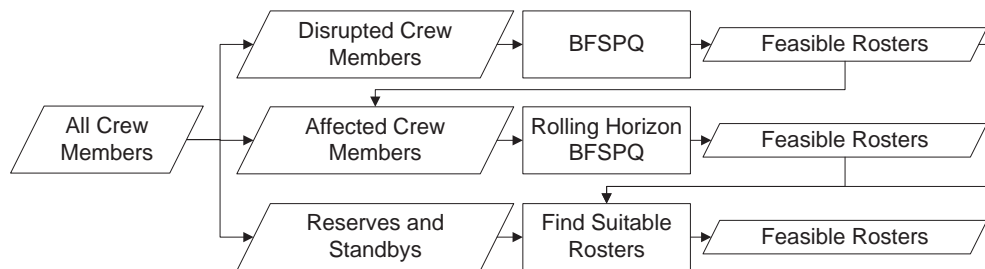 Disrupted Crew
Members
BFSPQ
Feasible Rosters
All Crew
Members
Affected Crew
Members
Rolling Horizon
BFSPQ
Feasible Rosters
Reserves and
Standbys
Find Suitable
Rosters
Feasible Rosters